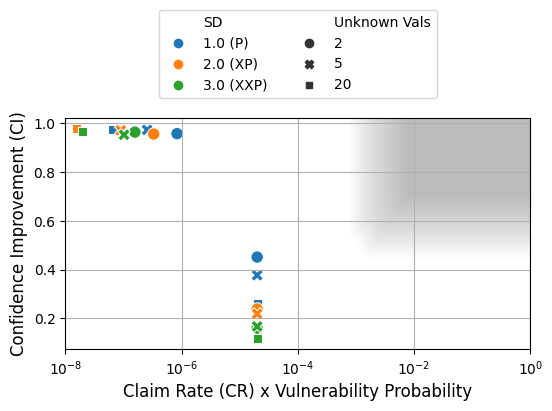 SD
Unknown Vals
1.0 (P)
2
2.0 (XP)
5
3.0 (XXP)
20
Confidence Improvement (CI)
1.0
0.8
0.6
0.4
0.2
10⁻⁸
10⁻⁶
10⁻⁴
10⁻²
10⁰
Claim Rate (CR) x Vulnerability Probability